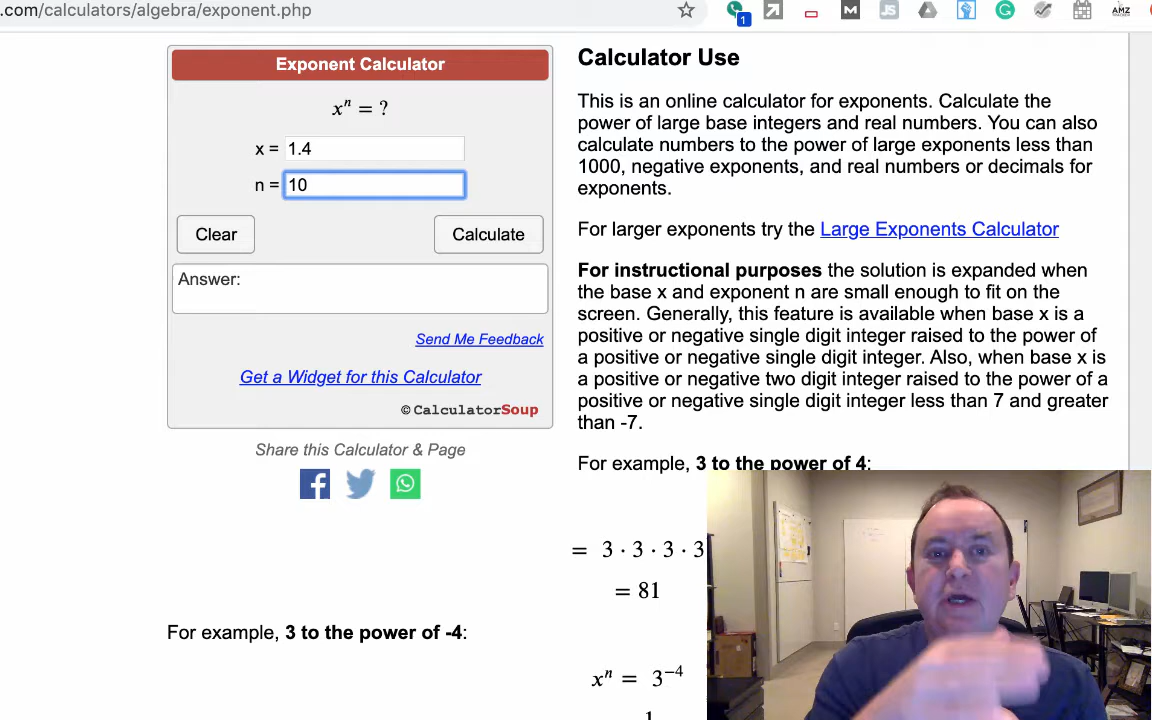 .com/calculators/algebra/exponent.php
1
M
JS
G
AMZ
Exponent Calculator
xⁿ = ?
x = 1.4
n = 10
Clear
Calculate
Answer:
Send Me Feedback
Get a Widget for this Calculator
© CalculatorSoup
Share this Calculator & Page
For example, 3 to the power of -4:
Calculator Use
This is an online calculator for exponents. Calculate the
power of large base integers and real numbers. You can also
calculate numbers to the power of large exponents less than
1000, negative exponents, and real numbers or decimals for
exponents.
For larger exponents try the Large Exponents Calculator
For instructional purposes the solution is expanded when
the base x and exponent n are small enough to fit on the
screen. Generally, this feature is available when base x is a
positive or negative single digit integer raised to the power of
a positive or negative single digit integer. Also, when base x is
a positive or negative two digit integer raised to the power of a
positive or negative single digit integer less than 7 and greater
than -7.
For example, 3 to the power of 4:
= 3 · 3 · 3 · 3
= 81
xⁿ = 3⁻⁴
1